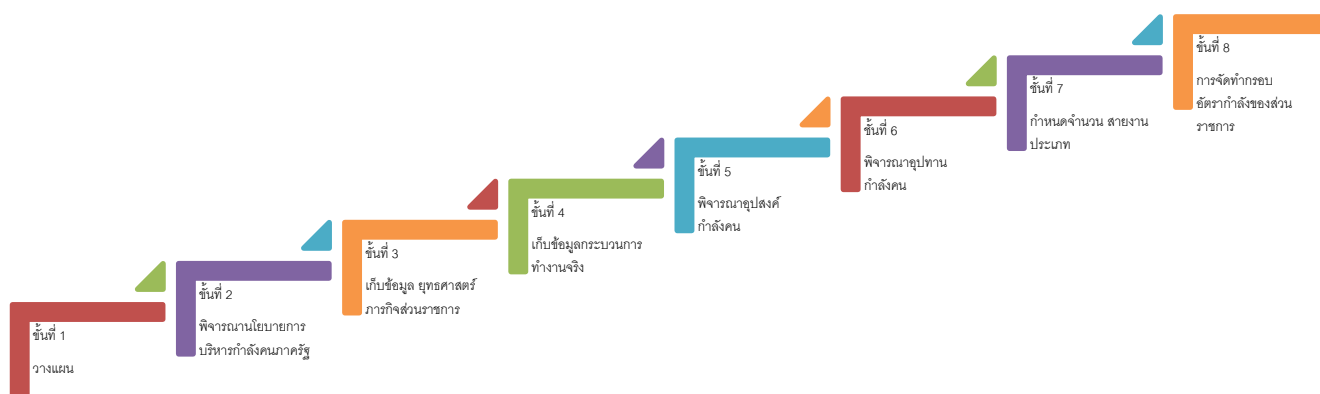 ขั้นที่ 1
วางแผน
ขั้นที่ 2
พิจารณานโยบายการ
บริหารกำลังคนภาครัฐ
ขั้นที่ 3
เก็บข้อมูล ยุทธศาสตร์
ภารกิจส่วนราชการ
ขั้นที่ 4
เก็บข้อมูลกระบวนการ
ทำงานจริง
ขั้นที่ 5
พิจารณาอุปสงค์
กำลังคน
ขั้นที่ 6
พิจารณาอุปทาน
กำลังคน
ขั้นที่ 7
กำหนดจำนวน สายงาน
ประเภท
ขั้นที่ 8
การจัดทำกรอบ
อัตรากำลังของส่วน
ราชการ